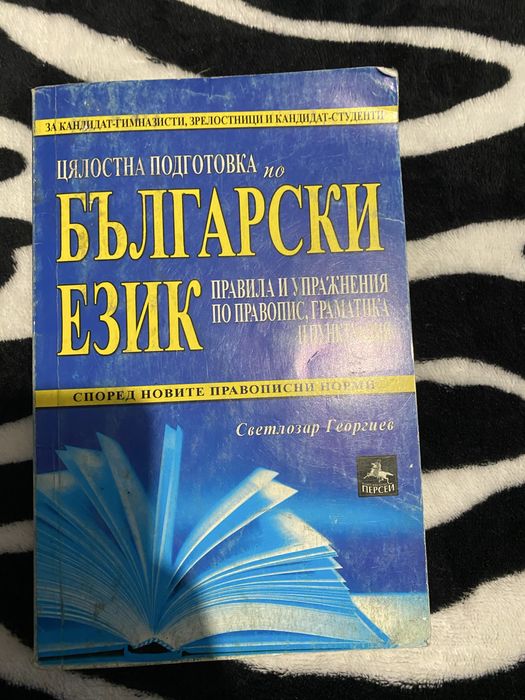 ЗА КАНДИДАТ-ГИМНАЗИСТИ, ЗРЕЛОСТНИЦИ И КАНДИДАТ-СТУДЕНТИ
ЦЯЛОСТНА ПОДГОТОВКА по
БЪЛГАРСКИ
ЕЗИК
ПРАВИЛА И УПРАЖНЕНИЯ
ПО ПРАВОПИС, ГРАМАТИКА
И ПУНКТУАЦИЯ
СПОРЕД НОВИТЕ ПРАВОПИСНИ НОРМИ
Светлозар Георгиев
ПЕРСЕЙ